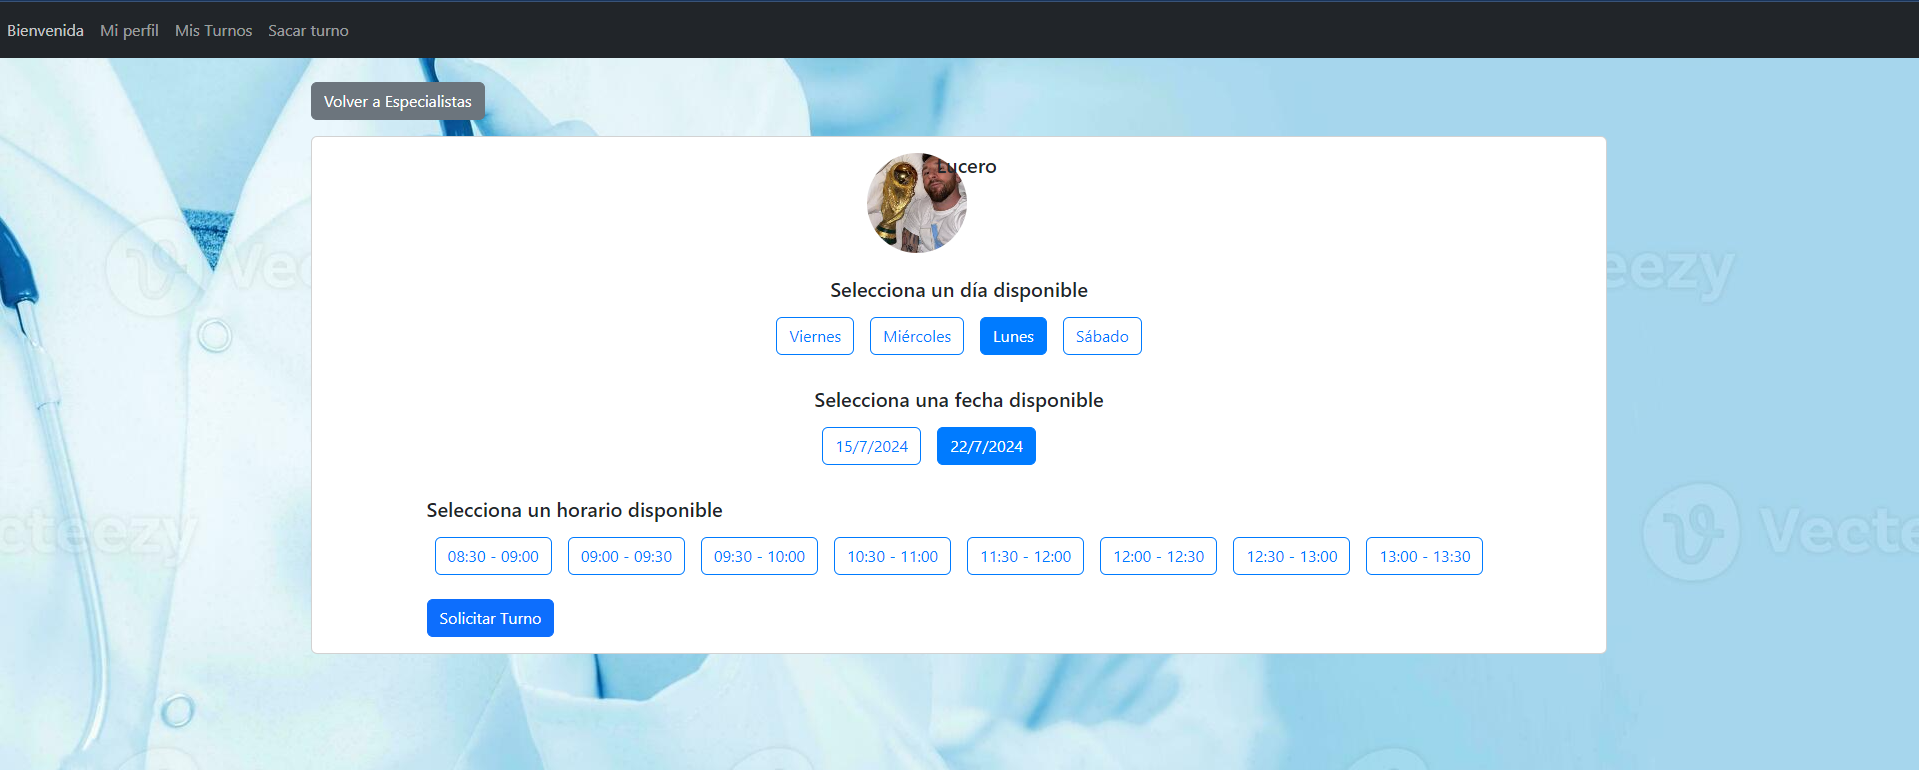 Bienvenida Mi perfil Mis Turnos Sacar turno
Volver a Especialistas
Lucero
Selecciona un día disponible
Viernes Miércoles Lunes Sábado
Selecciona una fecha disponible
15/7/2024 22/7/2024
Selecciona un horario disponible
08:30 - 09:00 09:00 - 09:30 09:30 - 10:00 10:30 - 11:00 11:30 - 12:00 12:00 - 12:30 12:30 - 13:00 13:00 - 13:30
Solicitar Turno